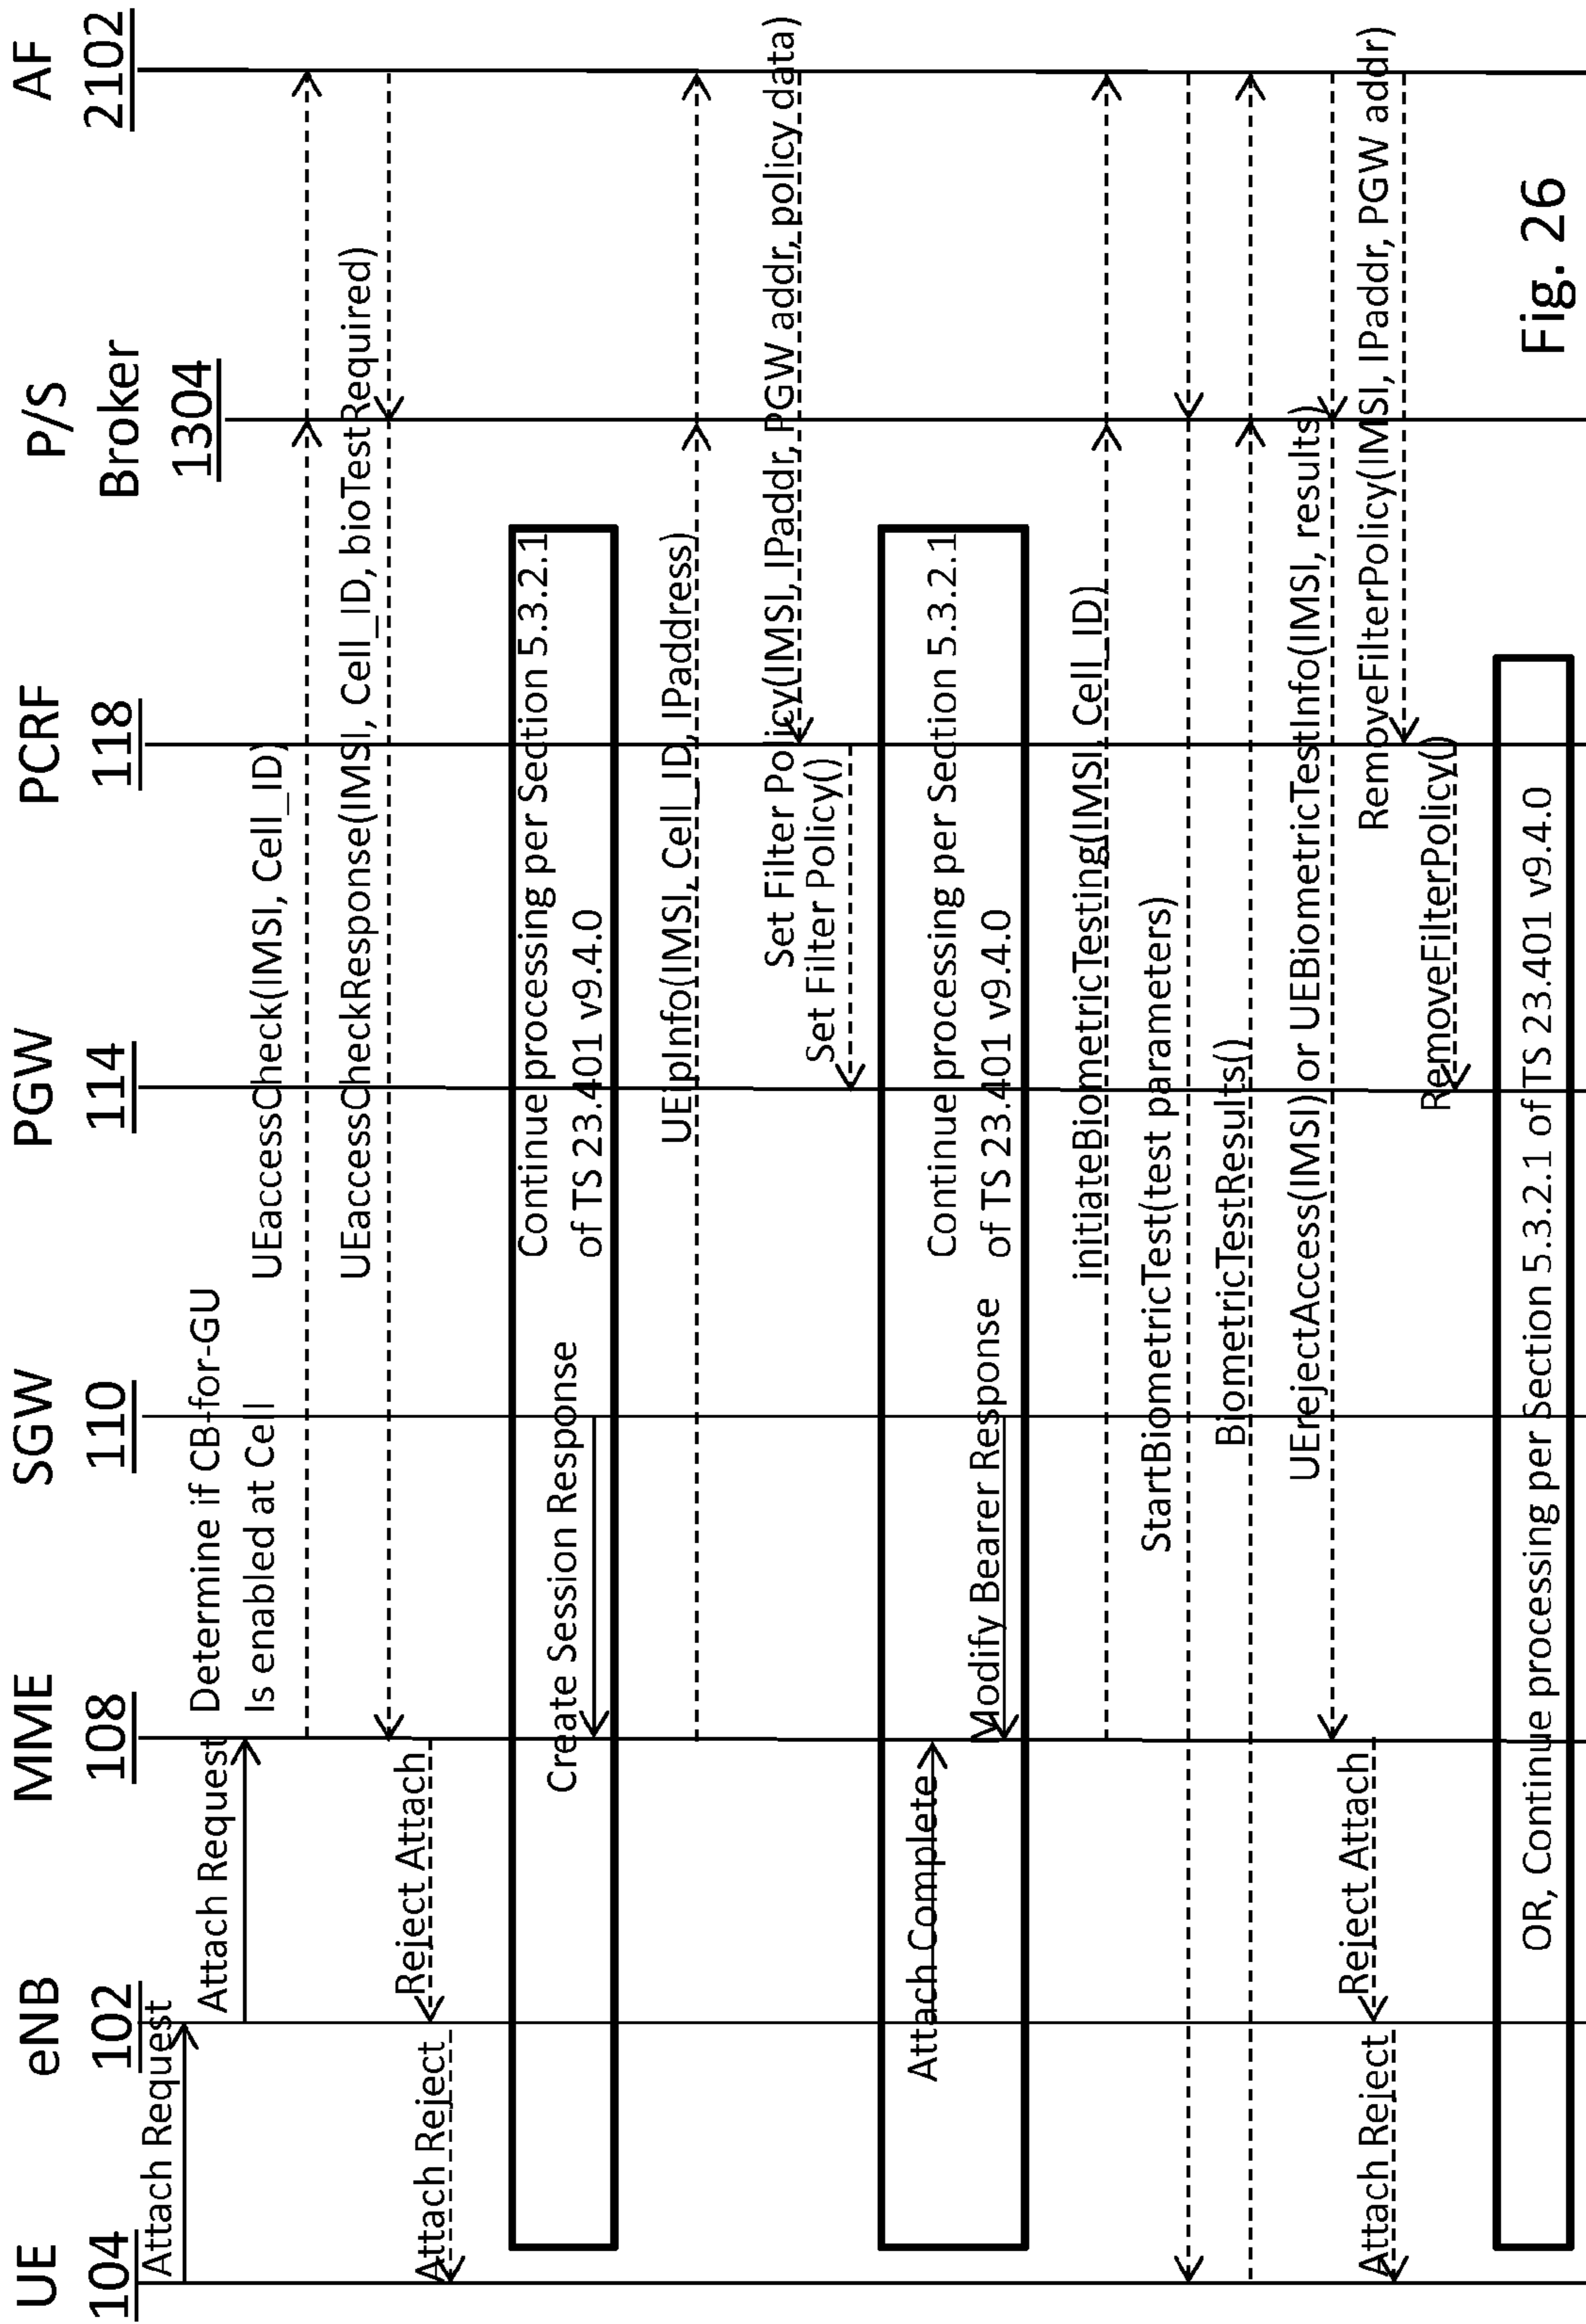 UE
104
eNB
102
MME
108
SGW
110
PGW
114
PCRF
118
P/S
Broker
1304
AF
2102
Attach Request
Attach Request
Determine if CB-for-GU
Is enabled at Cell
UEaccessCheck(IMSI, Cell_ID)
UEaccessCheckResponse(IMSI, Cell_ID, bioTestRequired)
Reject Attach
Attach Reject
Continue processing per Section 5.3.2.1
of TS 23.401 v9.4.0
Create Session Response
UEipInfo(IMSI, Cell_ID, IPaddress)
Set Filter Policy(IMSI, IPaddr, PGW addr, policy data)
Set Filter Policy()
Continue processing per Section 5.3.2.1
of TS 23.401 v9.4.0
Attach Complete
Modify Bearer Response
initiateBiometricTesting(IMSI, Cell_ID)
StartBiometricTest(test parameters)
BiometricTestResults()
UErejectAccess(IMSI) or UEBiometricTestInfo(IMSI, results)
Reject Attach
Attach Reject
RemoveFilterPolicy(IMSI, IPaddr, PGW addr)
RemoveFilterPolicy()
OR, Continue processing per Section 5.3.2.1 of TS 23.401 v9.4.0
Fig. 26